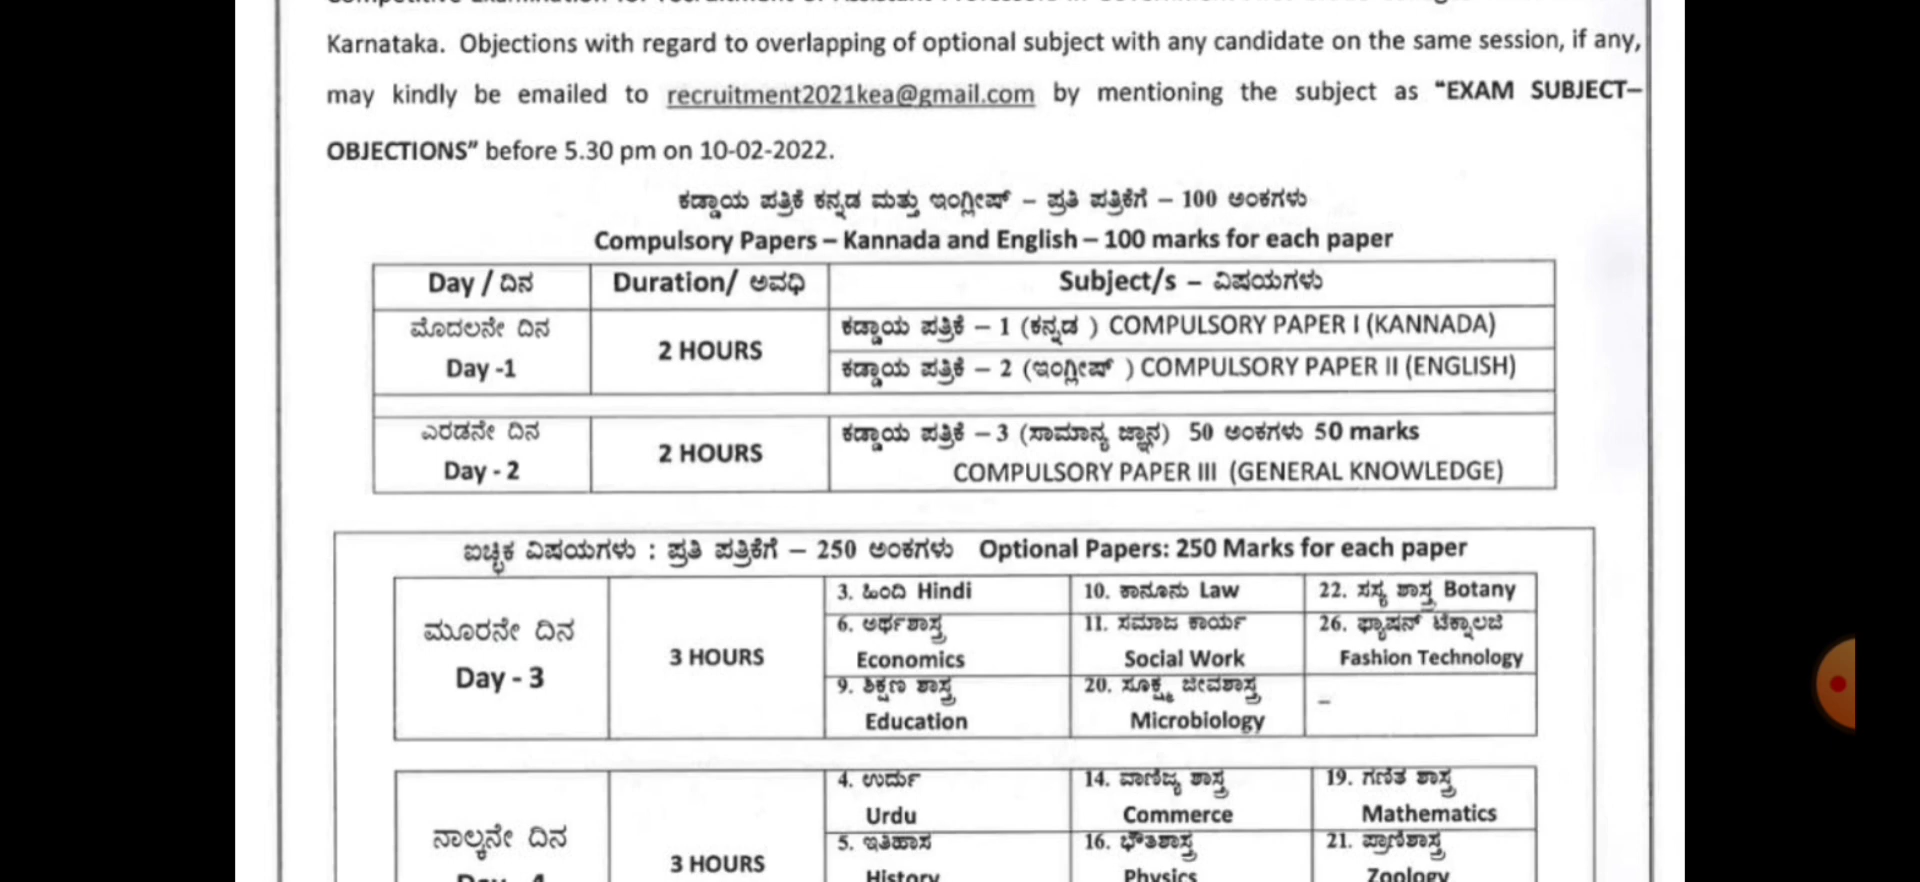 Karnataka. Objections with regard to overlapping of optional subject with any candidate on the same session, if any,
may kindly be emailed to recruitment2021kea@gmail.com by mentioning the subject as “EXAM SUBJECT–
OBJECTIONS” before 5.30 pm on 10-02-2022.
ಕಡ್ಡಾಯ ಪತ್ರಿಕೆ ಕನ್ನಡ ಮತ್ತು ಇಂಗ್ಲೀಷ್ – ಪ್ರತಿ ಪತ್ರಿಕೆಗೆ – 100 ಅಂಕಗಳು
Compulsory Papers – Kannada and English – 100 marks for each paper
Day / ದಿನ Duration/ ಅವಧಿ Subject/s – ವಿಷಯಗಳು
ಮೊದಲನೇ ದಿನ
Day -1
2 HOURS
ಕಡ್ಡಾಯ ಪತ್ರಿಕೆ – 1 (ಕನ್ನಡ ) COMPULSORY PAPER I (KANNADA)
ಕಡ್ಡಾಯ ಪತ್ರಿಕೆ – 2 (ಇಂಗ್ಲೀಷ್ ) COMPULSORY PAPER II (ENGLISH)
ಎರಡನೇ ದಿನ
Day - 2
2 HOURS
ಕಡ್ಡಾಯ ಪತ್ರಿಕೆ – 3 (ಸಾಮಾನ್ಯ ಜ್ಞಾನ) 50 ಅಂಕಗಳು 50 marks
COMPULSORY PAPER III (GENERAL KNOWLEDGE)
ಐಚ್ಛಿಕ ವಿಷಯಗಳು : ಪ್ರತಿ ಪತ್ರಿಕೆಗೆ – 250 ಅಂಕಗಳು Optional Papers: 250 Marks for each paper
ಮೂರನೇ ದಿನ
Day - 3
3 HOURS
3. ಹಿಂದಿ Hindi 10. ಕಾನೂನು Law 22. ಸಸ್ಯ ಶಾಸ್ತ್ರ Botany
6. ಅರ್ಥಶಾಸ್ತ್ರ 11. ಸಮಾಜ ಕಾರ್ಯ 26. ಫ್ಯಾಷನ್ ಟೆಕ್ನಾಲಜಿ
Economics Social Work Fashion Technology
9. ಶಿಕ್ಷಣ ಶಾಸ್ತ್ರ 20. ಸೂಕ್ಷ್ಮ ಜೀವಶಾಸ್ತ್ರ –
Education Microbiology
ನಾಲ್ಕನೇ ದಿನ
3 HOURS
4. ಉರ್ದು 14. ವಾಣಿಜ್ಯ ಶಾಸ್ತ್ರ 19. ಗಣಿತ ಶಾಸ್ತ್ರ
Urdu Commerce Mathematics
5. ಇತಿಹಾಸ 16. ಭೌತಶಾಸ್ತ್ರ 21. ಪ್ರಾಣಿಶಾಸ್ತ್ರ
History Physics Zoology